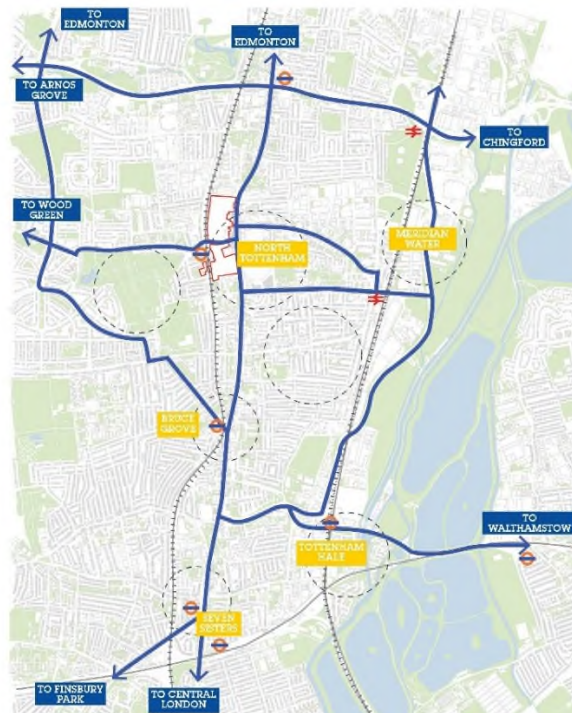 TO
EDMONTON
TO
EDMONTON
TO ARNOS
GROVE
TO
CHINGFORD
TO WOOD
GREEN
NORTH
TOTTENHAM
MERIDIAN
WATER
BRUCE
GROVE
TO
WALTHAMSTOW
TOTTENHAM
HALE
SEVEN
SISTERS
TO FINSBURY
PARK
TO CENTRAL
LONDON